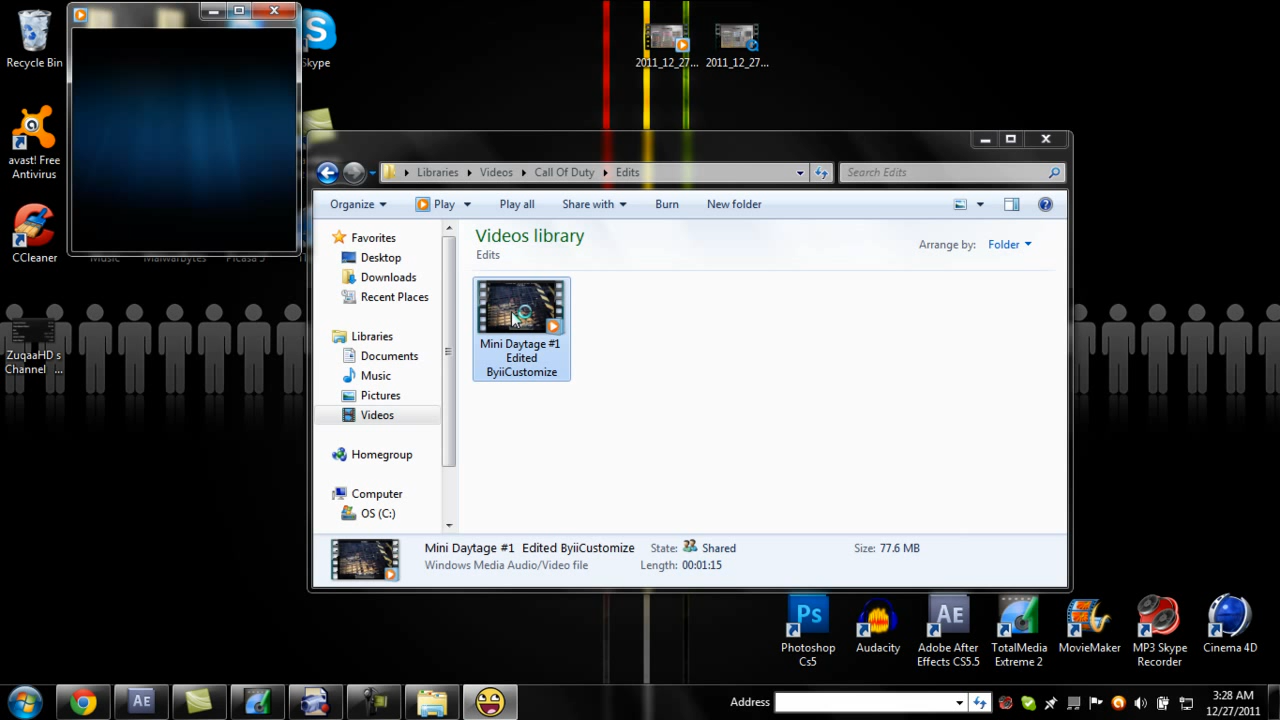 Recycle Bin
Skype
2011_12_27...
2011_12_27...
avast! Free
Antivirus
CCleaner
Music
Malwarebytes
Picasa 3
ZuqaaHD s
Channel ...
Libraries
Videos
Call Of Duty
Edits
Search Edits
Organize
Play
Play all
Share with
Burn
New folder
Favorites
Desktop
Downloads
Recent Places
Libraries
Documents
Music
Pictures
Videos
Homegroup
Computer
OS (C:)
Videos library
Edits
Arrange by: Folder
Mini Daytage #1
Edited
ByiiCustomize
Mini Daytage #1 Edited ByiiCustomize
State: Shared
Size: 77.6 MB
Windows Media Audio/Video file
Length: 00:01:15
Ps
AE
Photoshop
Cs5
Audacity
Adobe After
Effects CS5.5
TotalMedia
Extreme 2
MovieMaker
MP3 Skype
Recorder
Cinema 4D
AE
Address
3:28 AM
12/27/2011